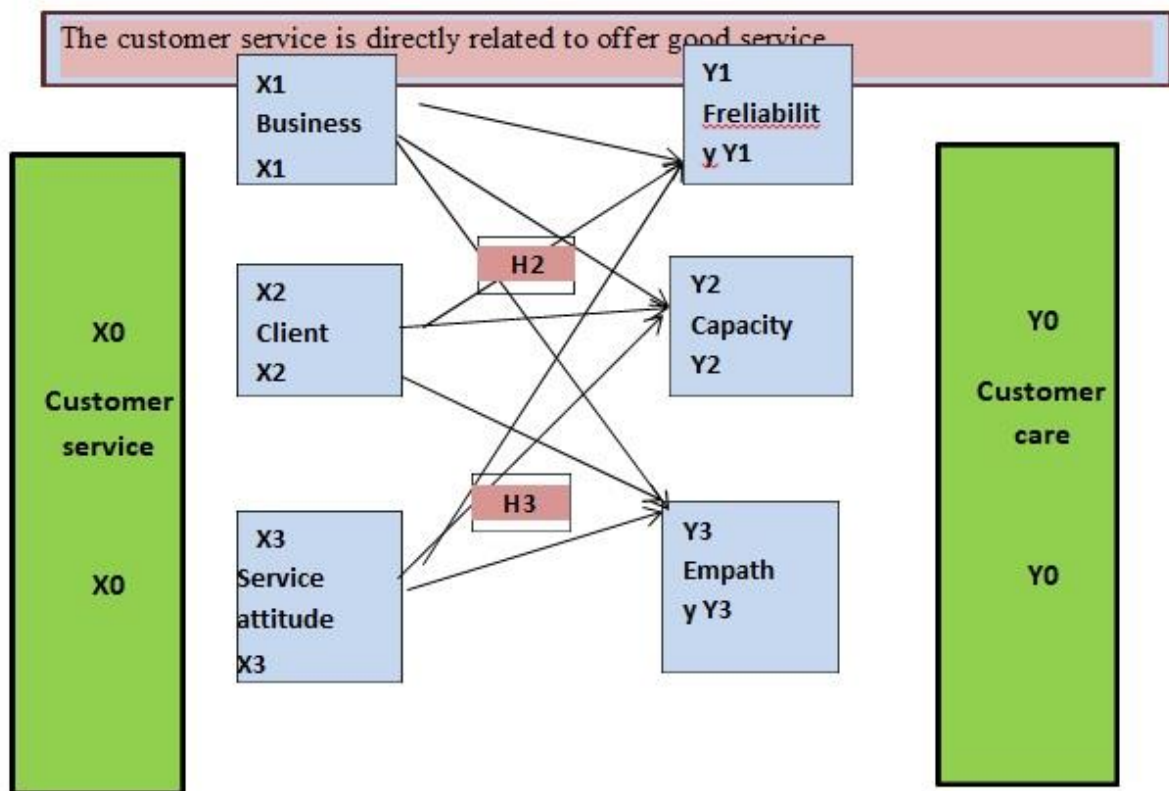 The customer service is directly related to offer good service
X1
Business
X1
Y1
Freliabilit
y Y1
H2
X2
Client
X2
Y2
Capacity
Y2
X0
Customer
service
X0
Y0
Customer
care
Y0
H3
X3
Service
attitude
X3
Y3
Empath
y Y3